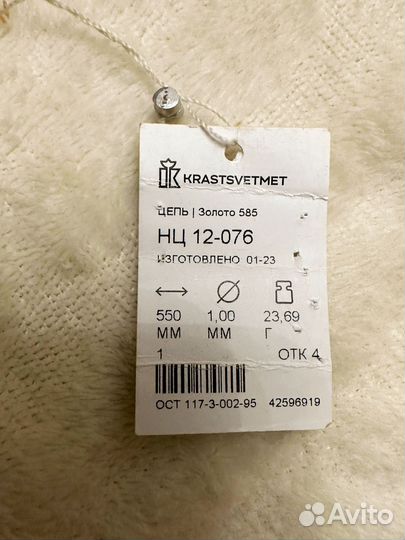 KRASTSVETMET
ЦЕПЬ | Золото 585
НЦ 12-076
ИЗГОТОВЛЕНО 01-23
550 1,00 23,69
ММ ММ Г
1 ОТК 4
ОСТ 117-3-002-95 42596919
Avito